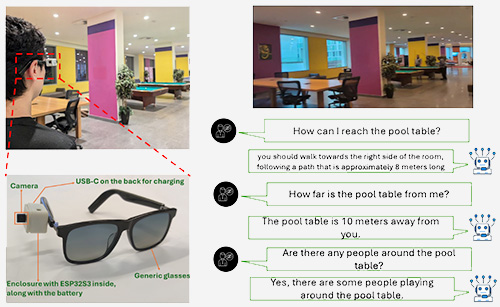 Camera
USB-C on the back for charging
Generic glasses
Enclosure with ESP32S3 inside,
along with the battery
How can I reach the pool table?
you should walk towards the right side of the room,
following a path that is approximately 8 meters long
How far is the pool table from me?
The pool table is 10 meters away from
you.
Are there any people around the pool
table?
Yes, there are some people playing
around the pool table.